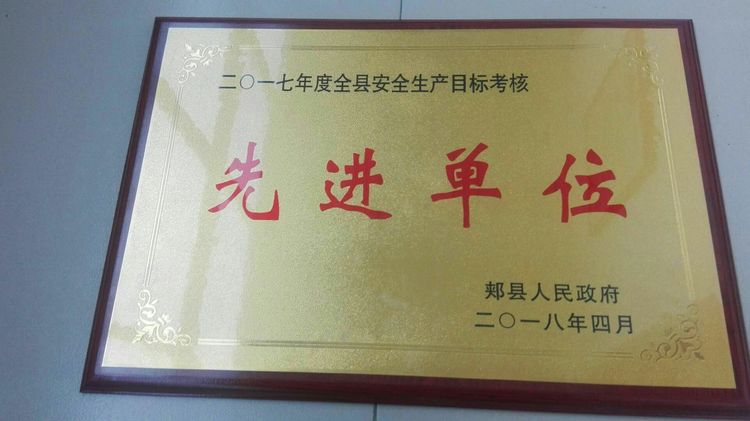 二〇一七年度全县安全生产目标考核
先进单位
郏县人民政府
二〇一八年四月